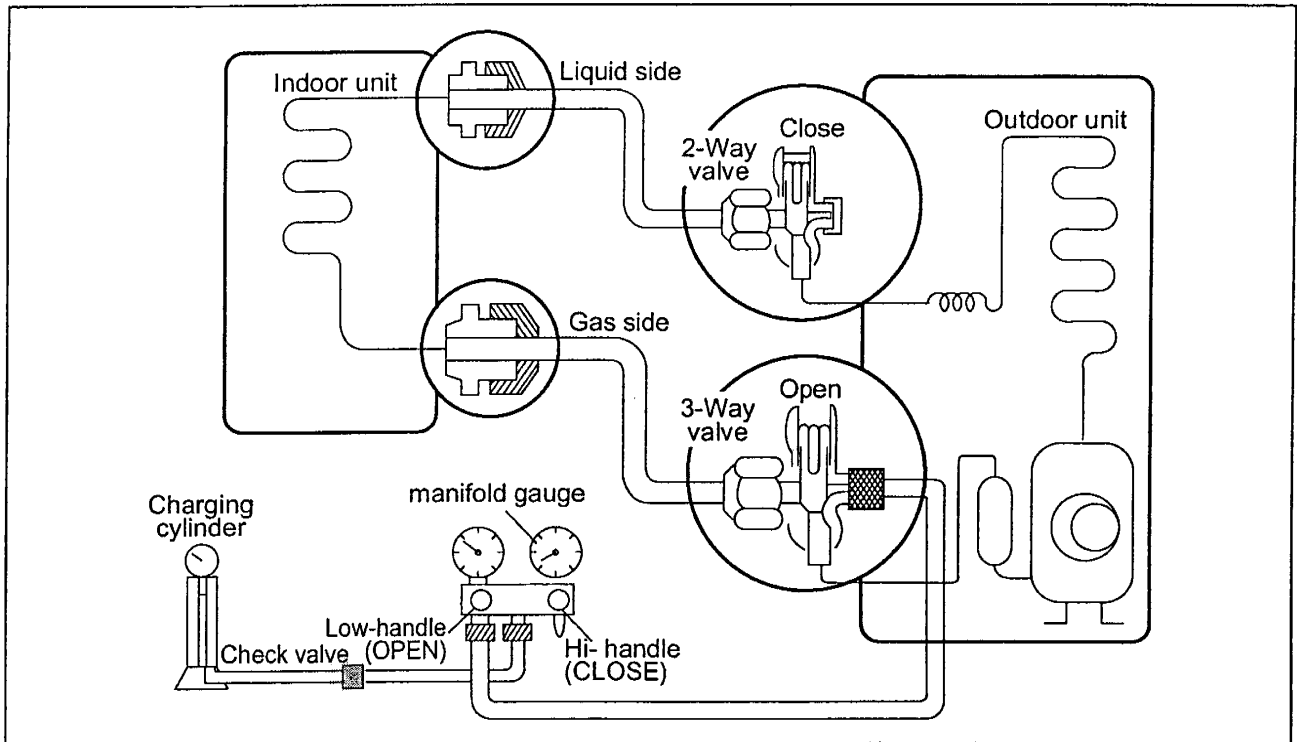 Indoor unit
Liquid side
2-Way
valve
Close
Outdoor unit
Gas side
3-Way
valve
Open
Charging
cylinder
manifold gauge
Check valve
Low-handle
(OPEN)
Hi- handle
(CLOSE)